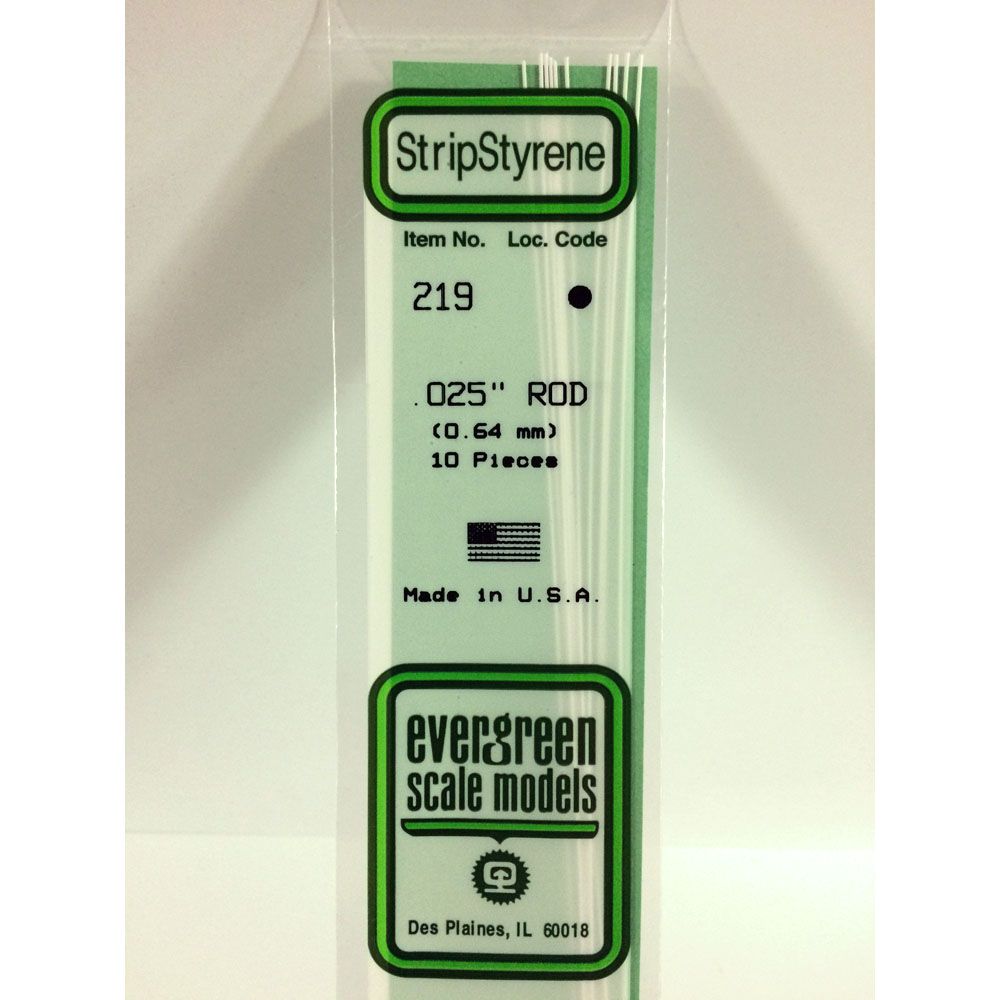 StripStyrene
Item No. Loc. Code
219 ●
.025" ROD
(0.64 mm)
10 Pieces
Made in U.S.A.
evergreen
scale models
Des Plaines, IL 60018